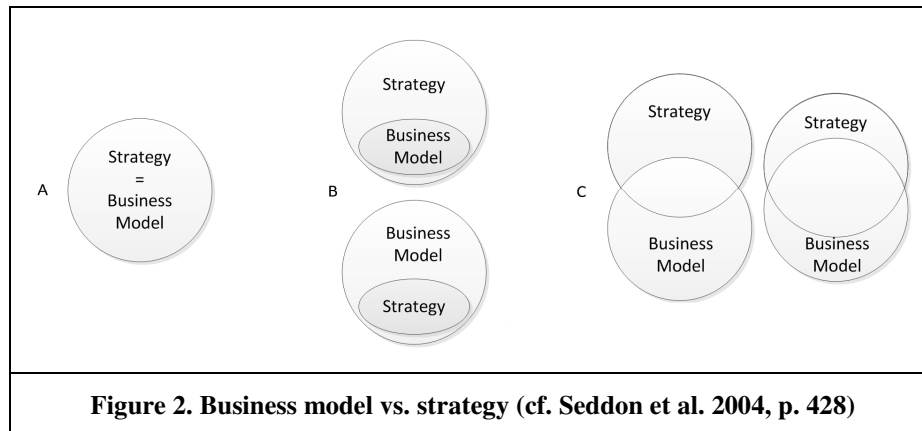 A
Strategy
=
Business
Model
B
Strategy
Business
Model
Business
Model
Strategy
C
Strategy
Business
Model
Strategy
Business
Model
Figure 2. Business model vs. strategy (cf. Seddon et al. 2004, p. 428)